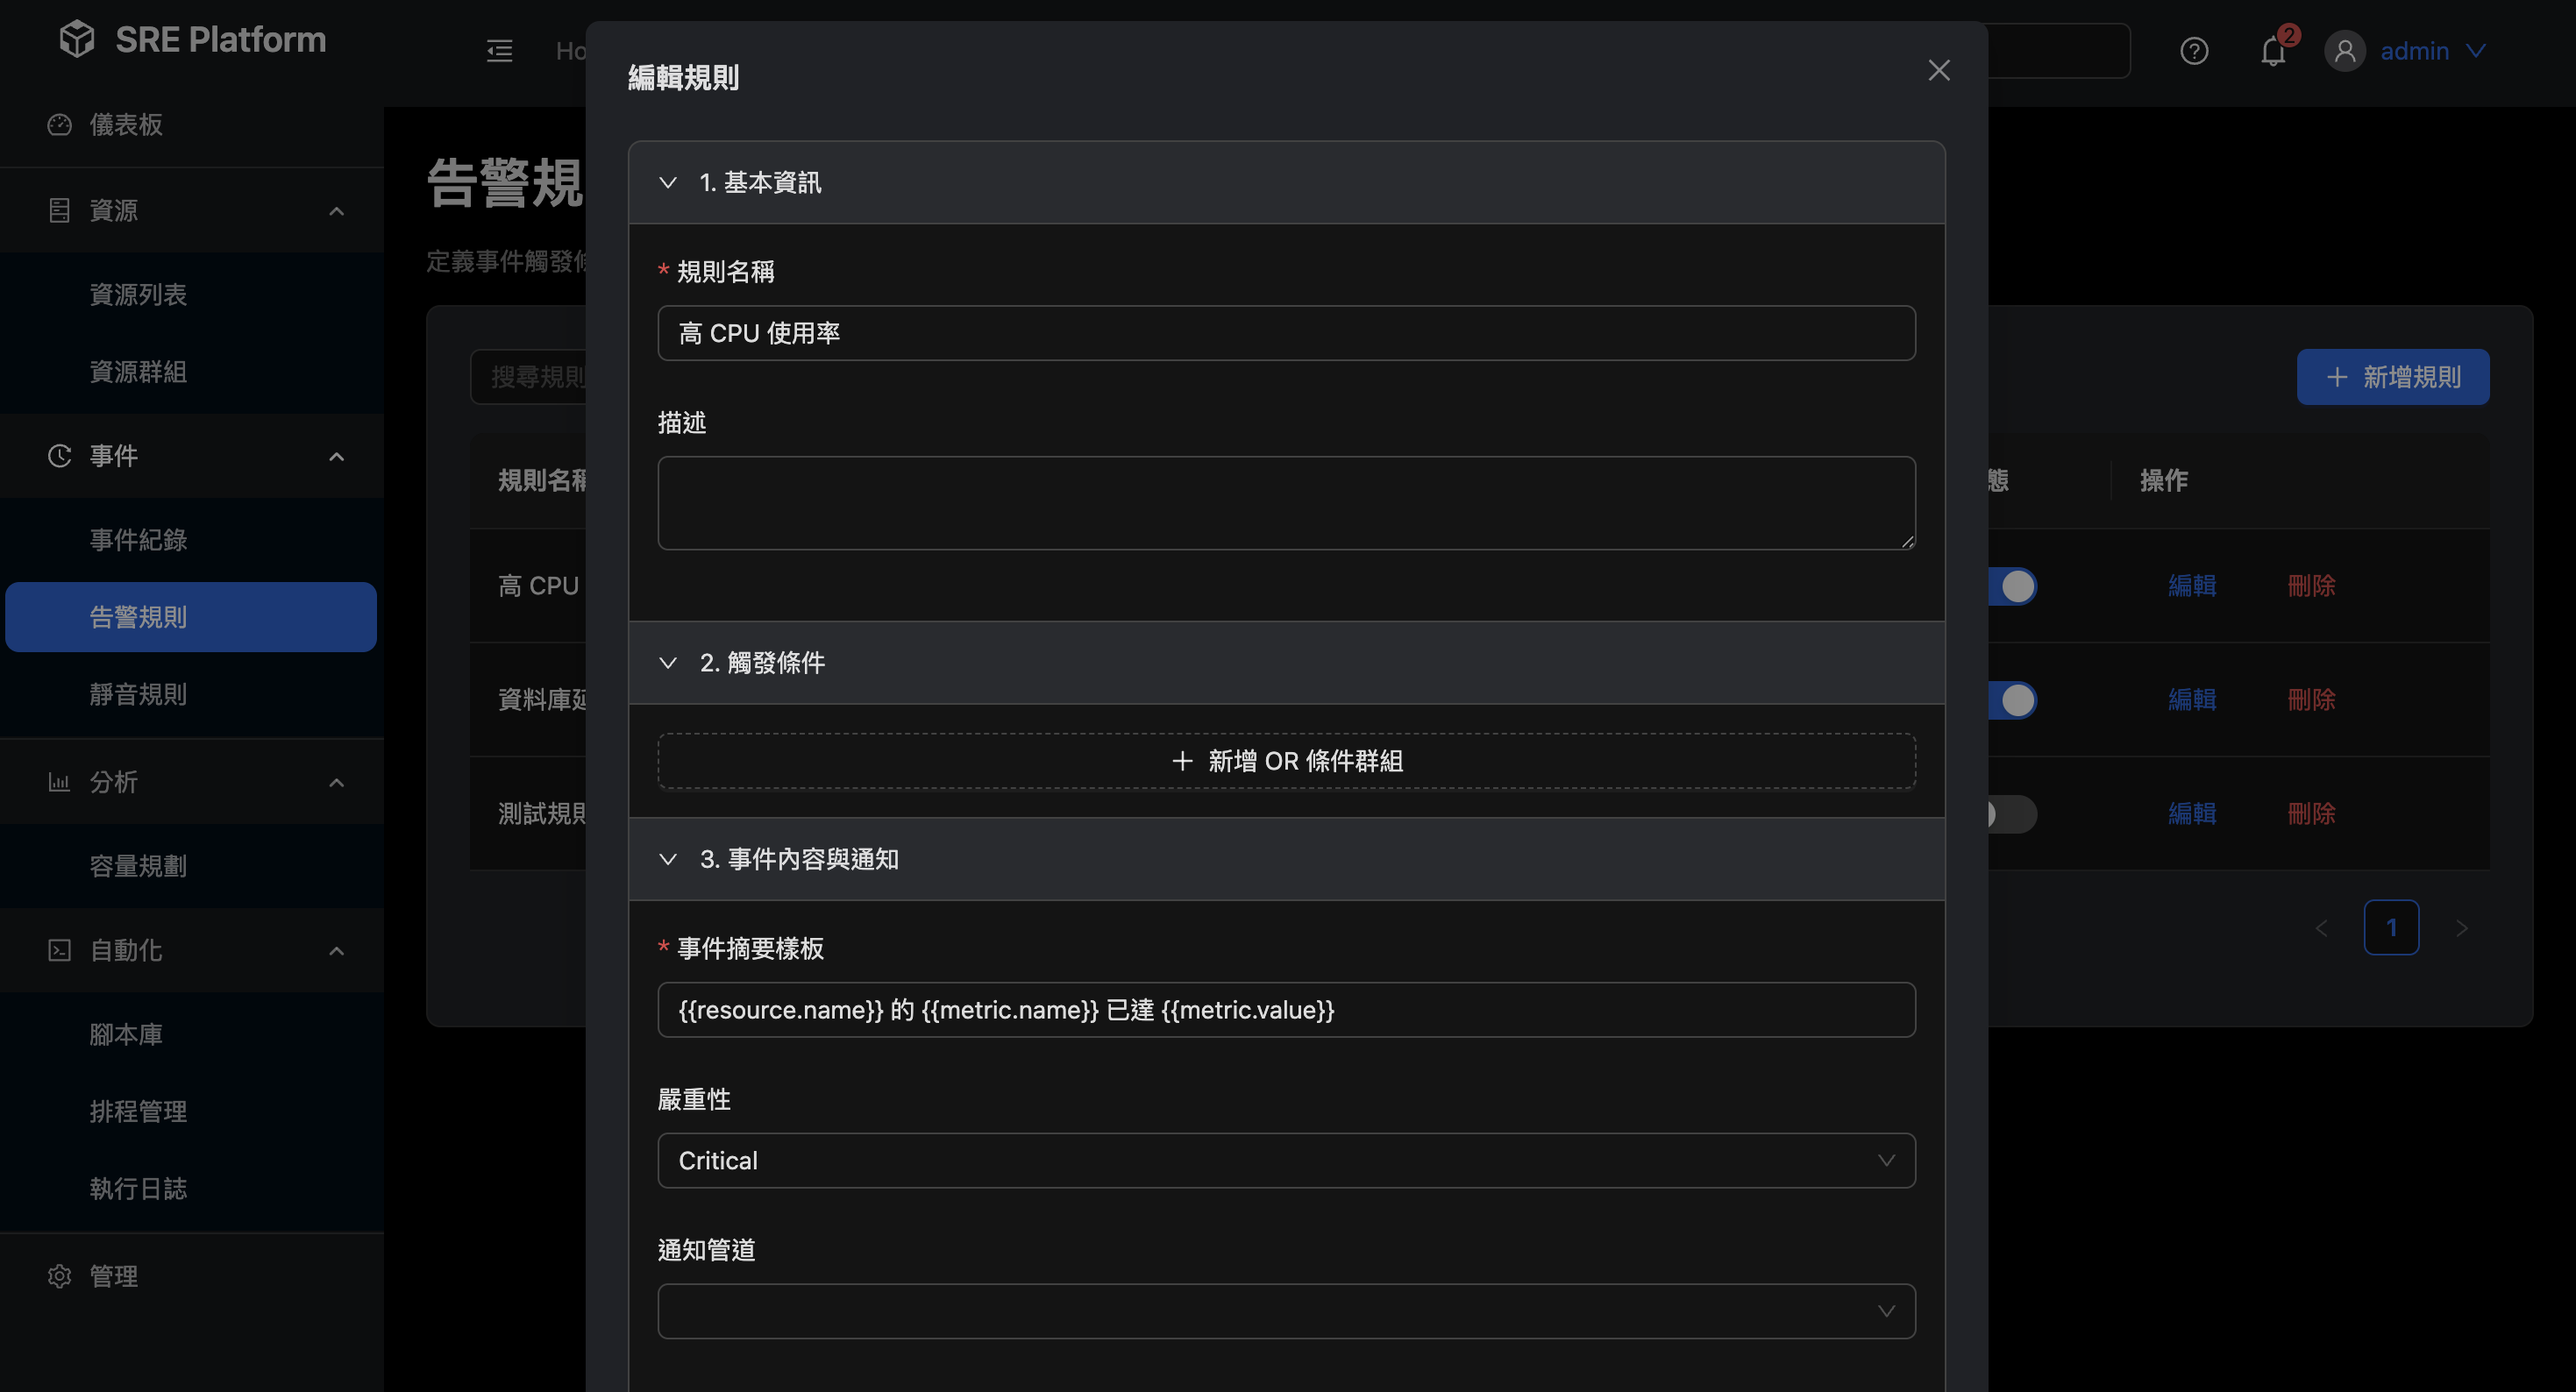 SRE Platform
Ho
2
admin
儀表板
資源
資源列表
資源群組
事件
事件紀錄
告警規則
靜音規則
分析
容量規劃
自動化
腳本庫
排程管理
執行日誌
管理
告警規
定義事件觸發條
搜尋規則
新增規則
規則名稱
態
操作
高 CPU
編輯
刪除
資料庫延
編輯
刪除
測試規則
編輯
刪除
1
編輯規則
1. 基本資訊
* 規則名稱
高 CPU 使用率
描述
2. 觸發條件
新增 OR 條件群組
3. 事件內容與通知
* 事件摘要樣板
{{resource.name}} 的 {{metric.name}} 已達 {{metric.value}}
嚴重性
Critical
通知管道